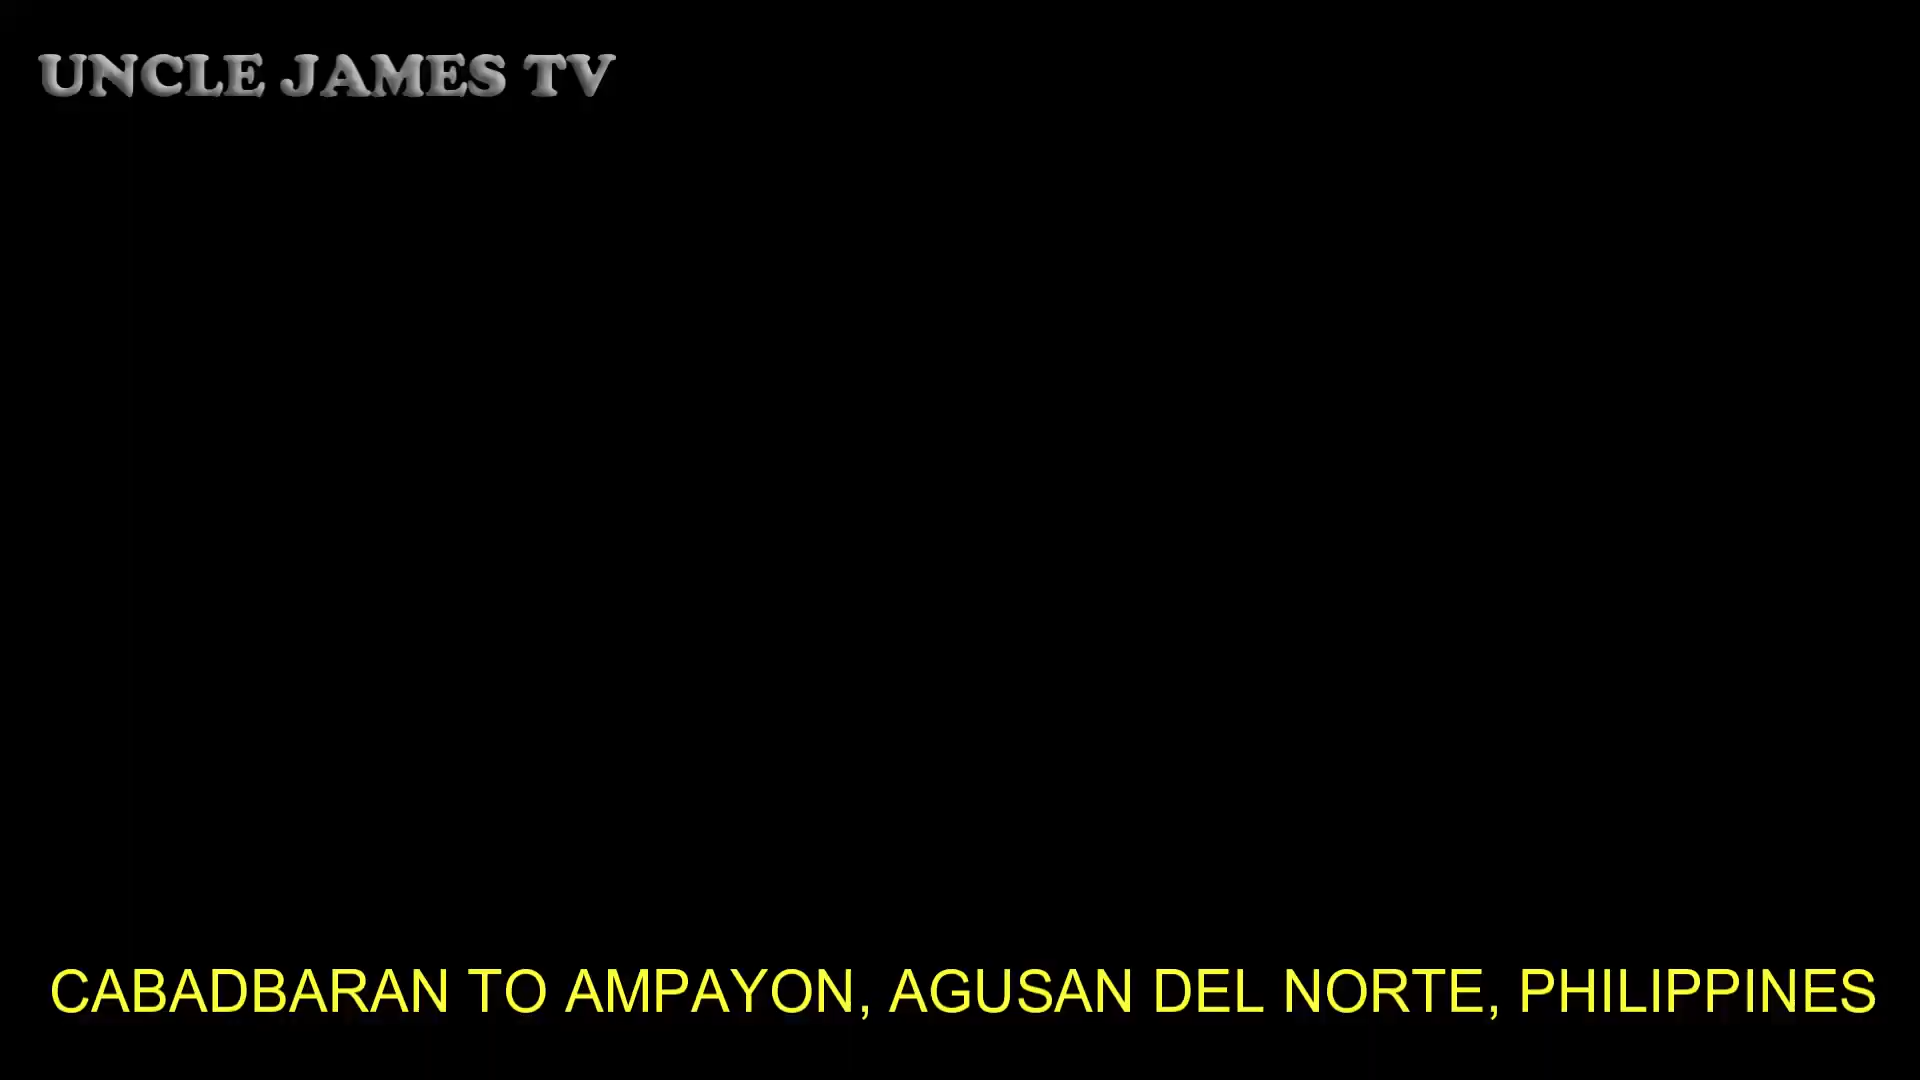 UNCLE JAMES TV
CABADBARAN TO AMPAYON, AGUSAN DEL NORTE, PHILIPPINES